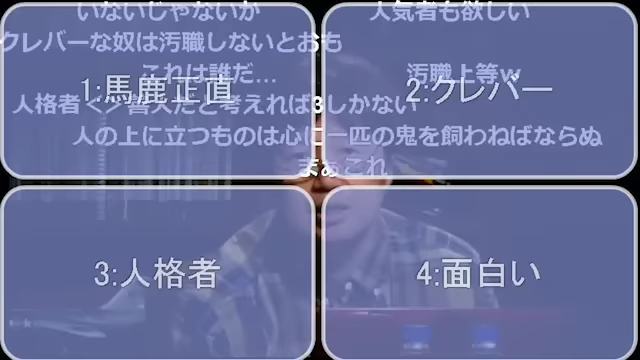 いないじゃないか
人気者も欲しい
クレバーな奴は汚職しないとおも
これは誰だ…
汚職上等w
1:馬鹿正直
2:クレバー
人格者<>善人だと考えれば3しかない
人の上に立つものは心に一匹の鬼を飼わねばならぬ
まぁこれ
3:人格者
4:面白い